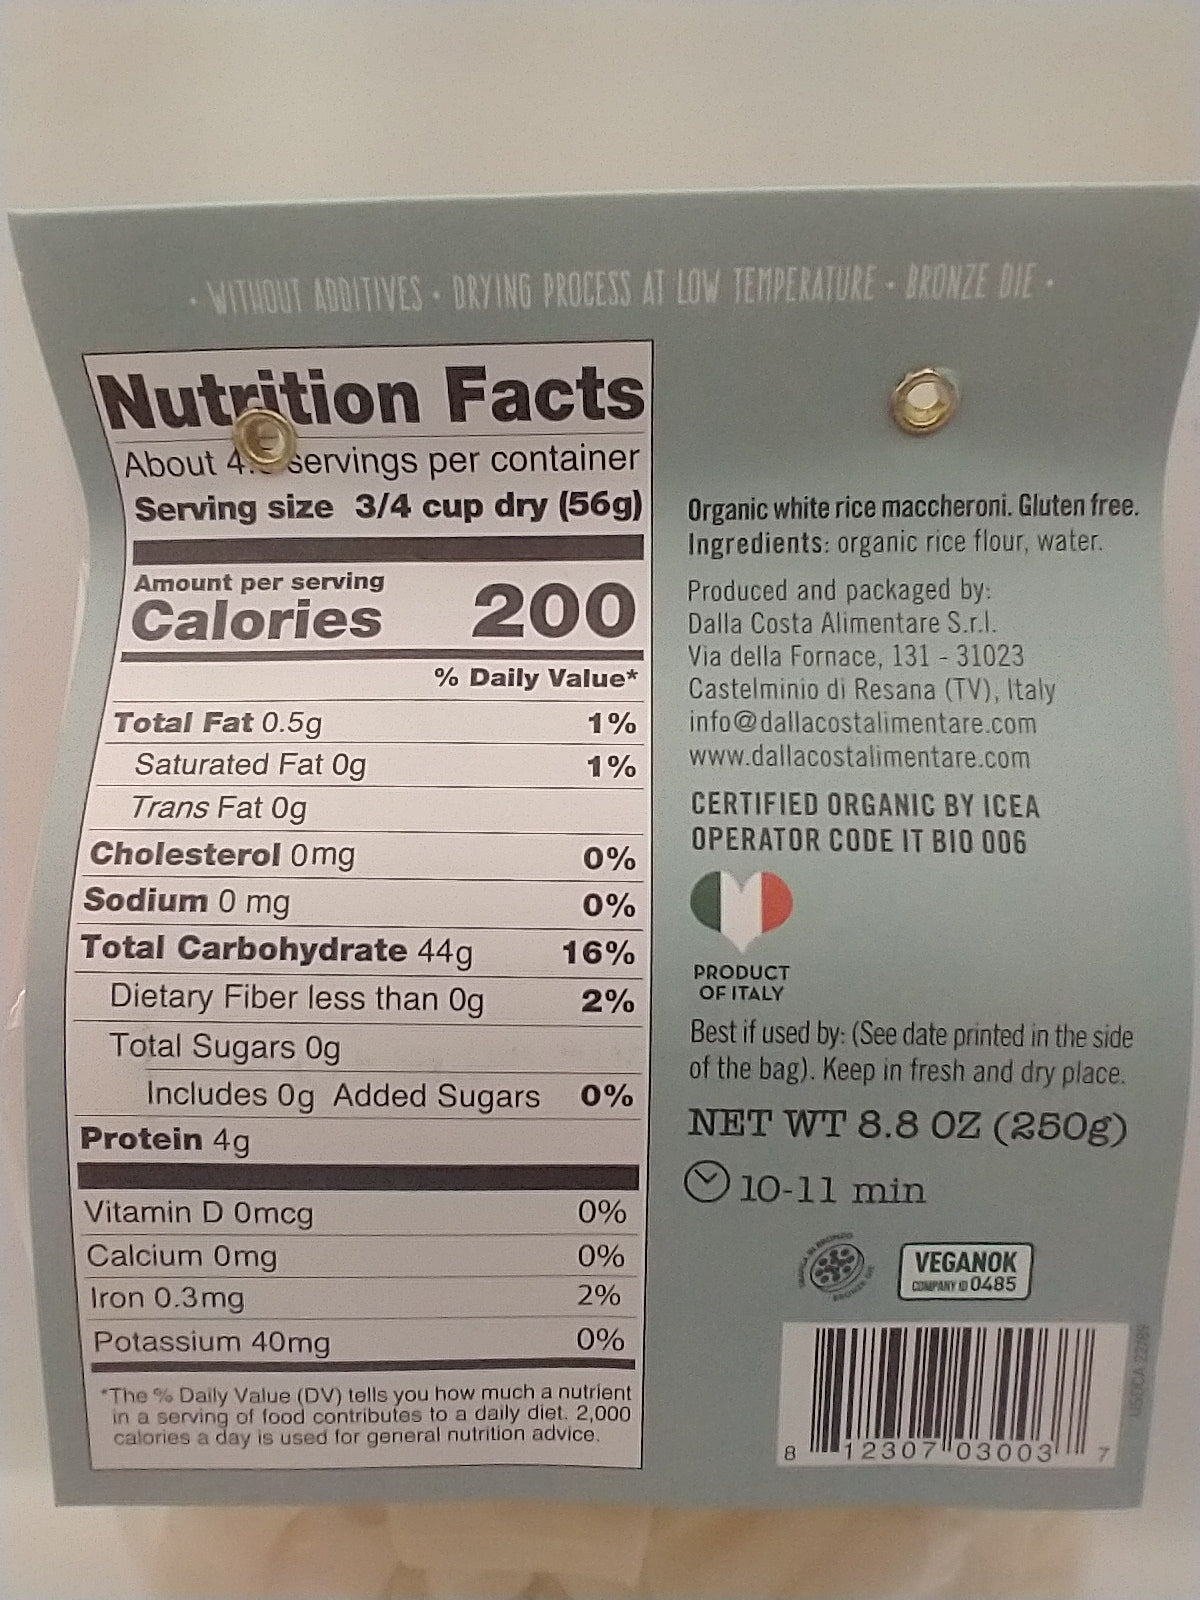 • WITHOUT ADDITIVES • DRYING PROCESS AT LOW TEMPERATURE • BRONZE DIE •
Nutrition Facts
About servings per container
Serving size 3/4 cup dry (56g)
Amount per serving
Calories 200
% Daily Value*
Total Fat 0.5g 1%
Saturated Fat 0g 1%
Trans Fat 0g
Cholesterol 0mg 0%
Sodium 0 mg 0%
Total Carbohydrate 44g 16%
Dietary Fiber less than 0g 2%
Total Sugars 0g
Includes 0g Added Sugars 0%
Protein 4g
Vitamin D 0mcg 0%
Calcium 0mg 0%
Iron 0.3mg 2%
Potassium 40mg 0%
*The % Daily Value (DV) tells you how much a nutrient
in a serving of food contributes to a daily diet. 2,000
calories a day is used for general nutrition advice.
Organic white rice maccheroni. Gluten free.
Ingredients: organic rice flour, water.
Produced and packaged by:
Dalla Costa Alimentare S.r.l.
Via della Fornace, 131 - 31023
Castelminio di Resana (TV), Italy
info@dallacostalimentare.com
www.dallacostalimentare.com
CERTIFIED ORGANIC BY ICEA
OPERATOR CODE IT BIO 006
PRODUCT
OF ITALY
Best if used by: (See date printed in the side
of the bag). Keep in fresh and dry place.
NET WT 8.8 OZ (250g)
10-11 min
BRONZE DIE
VEGANOK
COMPANY ID 0485
8 12307 03003 7